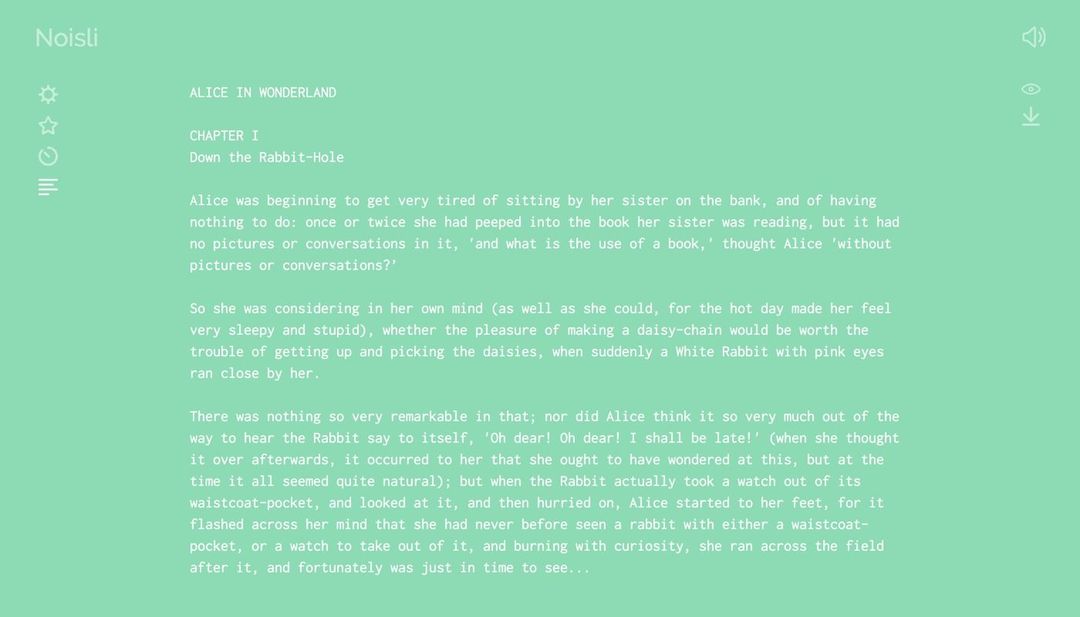 Noisli
ALICE IN WONDERLAND
CHAPTER I
Down the Rabbit-Hole
Alice was beginning to get very tired of sitting by her sister on the bank, and of having
nothing to do: once or twice she had peeped into the book her sister was reading, but it had
no pictures or conversations in it, 'and what is the use of a book,' thought Alice 'without
pictures or conversations?'
So she was considering in her own mind (as well as she could, for the hot day made her feel
very sleepy and stupid), whether the pleasure of making a daisy-chain would be worth the
trouble of getting up and picking the daisies, when suddenly a White Rabbit with pink eyes
ran close by her.
There was nothing so very remarkable in that; nor did Alice think it so very much out of the
way to hear the Rabbit say to itself, 'Oh dear! Oh dear! I shall be late!' (when she thought
it over afterwards, it occurred to her that she ought to have wondered at this, but at the
time it all seemed quite natural); but when the Rabbit actually took a watch out of its
waistcoat-pocket, and looked at it, and then hurried on, Alice started to her feet, for it
flashed across her mind that she had never before seen a rabbit with either a waistcoat-
pocket, or a watch to take out of it, and burning with curiosity, she ran across the field
after it, and fortunately was just in time to see...